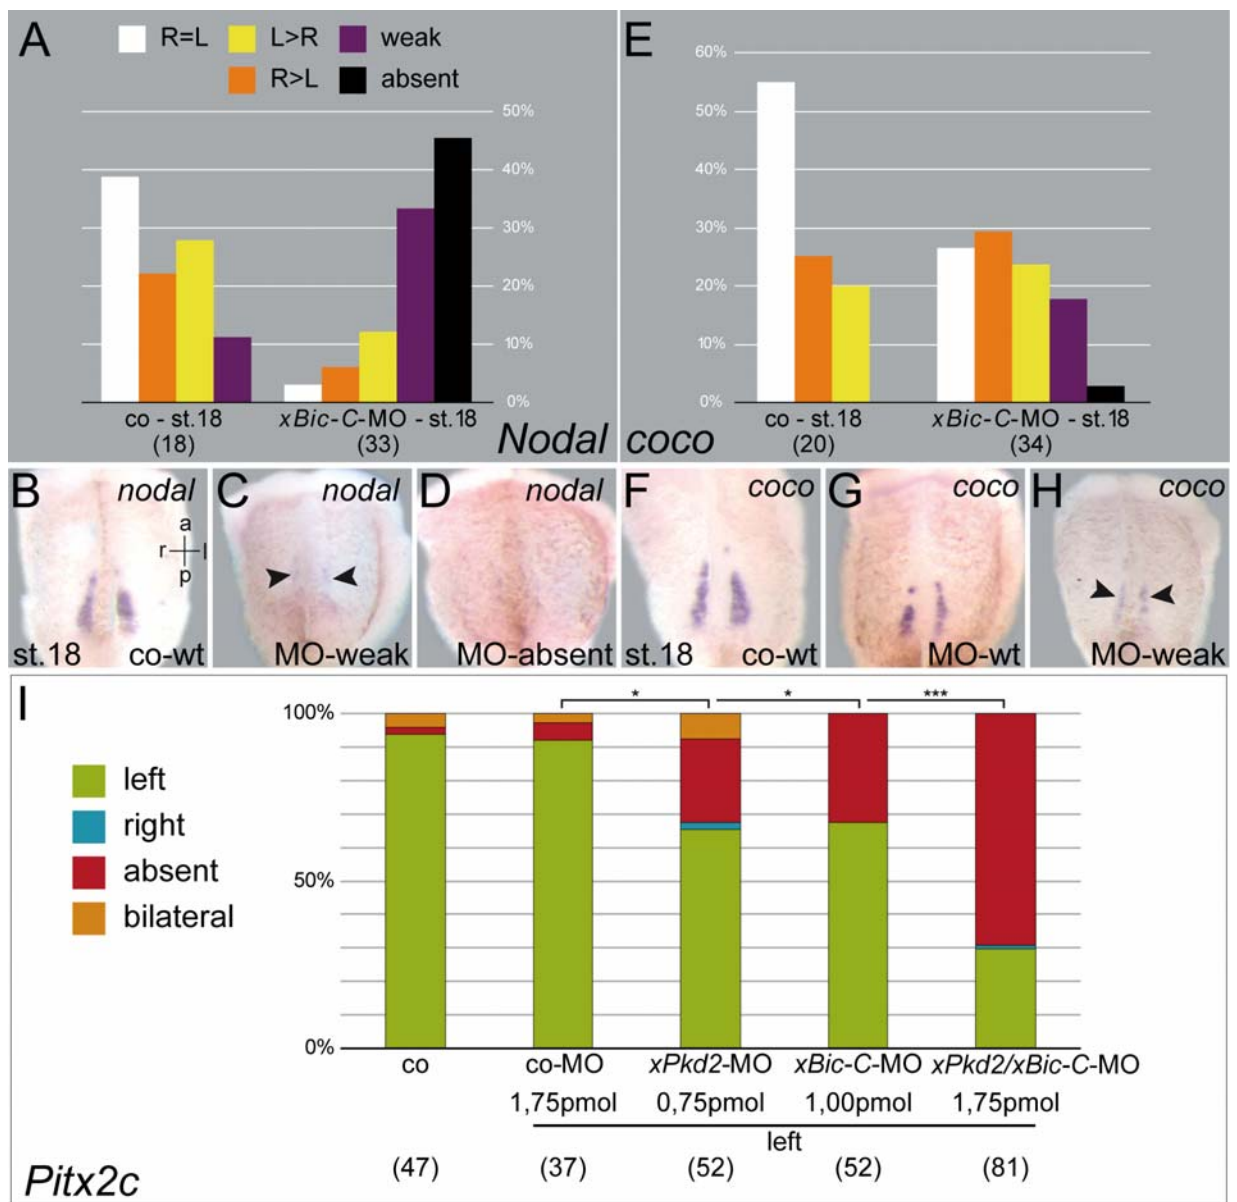 A
R=L
L>R
weak
R>L
absent
50%
40%
30%
20%
10%
0%
co - st.18
xBic-C-MO - st.18
(18)
(33)
Nodal
E
60%
50%
40%
30%
20%
10%
0%
co - st.18
xBic-C-MO - st.18
(20)
(34)
coco
B
nodal
a
r
l
p
st.18
co-wt
C
nodal
MO-weak
D
nodal
MO-absent
F
coco
st.18
co-wt
G
coco
MO-wt
H
coco
MO-weak
I
left
right
absent
bilateral
100%
50%
0%
*
*
***
co
co-MO
xPkd2-MO
xBic-C-MO
xPkd2/xBic-C-MO
1,75pmol
0,75pmol
1,00pmol
1,75pmol
left
(47)
(37)
(52)
(52)
(81)
Pitx2c